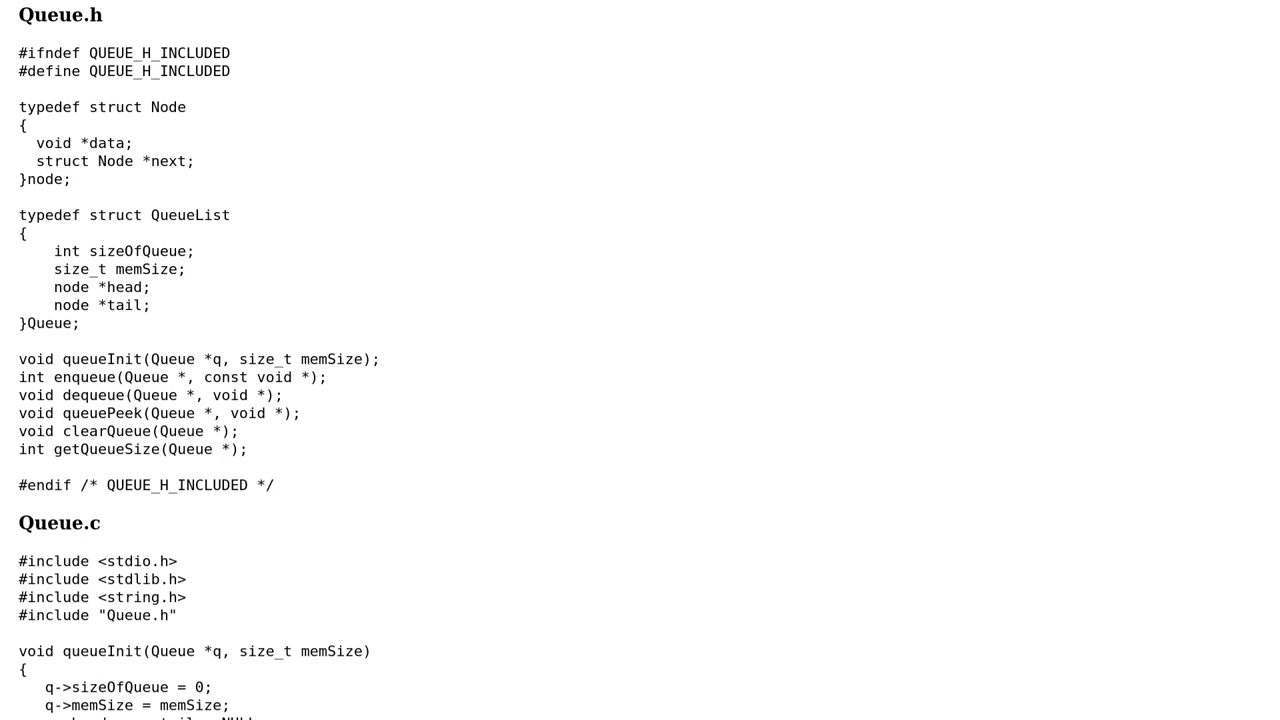 Queue.h
#ifndef QUEUE_H_INCLUDED
#define QUEUE_H_INCLUDED
typedef struct Node
{
  void *data;
  struct Node *next;
}node;
typedef struct QueueList
{
    int sizeOfQueue;
    size_t memSize;
    node *head;
    node *tail;
}Queue;
void queueInit(Queue *q, size_t memSize);
int enqueue(Queue *, const void *);
void dequeue(Queue *, void *);
void queuePeek(Queue *, void *);
void clearQueue(Queue *);
int getQueueSize(Queue *);
#endif /* QUEUE_H_INCLUDED */
Queue.c
#include <stdio.h>
#include <stdlib.h>
#include <string.h>
#include "Queue.h"
void queueInit(Queue *q, size_t memSize)
{
   q->sizeOfQueue = 0;
   q->memSize = memSize;